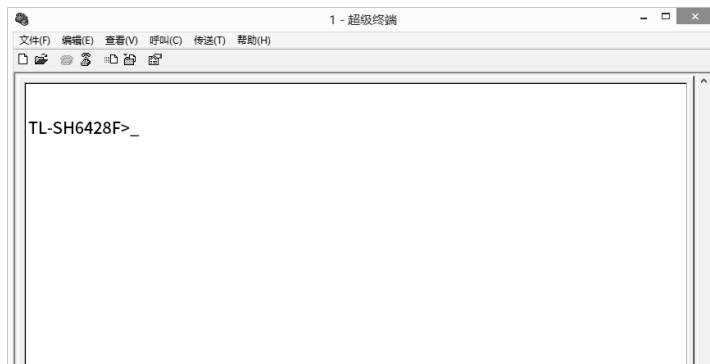 1 - 超级终端
文件(F) 编辑(E) 查看(V) 呼叫(C) 传送(T) 帮助(H)
TL-SH6428F>_